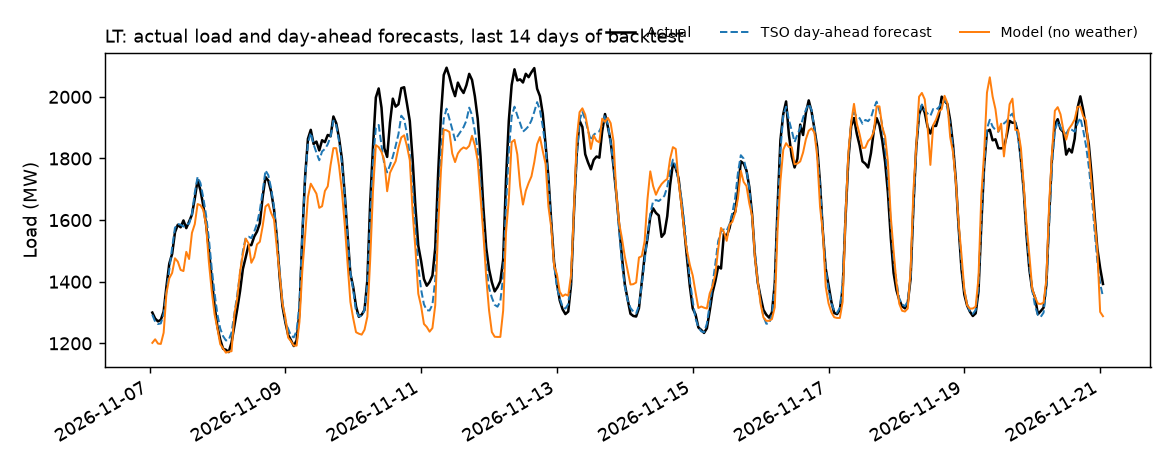 LT: actual load and day-ahead forecasts, last 14 days of backtest
Actual
TSO day-ahead forecast
Model (no weather)
Load (MW)
2000
1800
1600
1400
1200
2026-11-07
2026-11-09
2026-11-11
2026-11-13
2026-11-15
2026-11-17
2026-11-19
2026-11-21